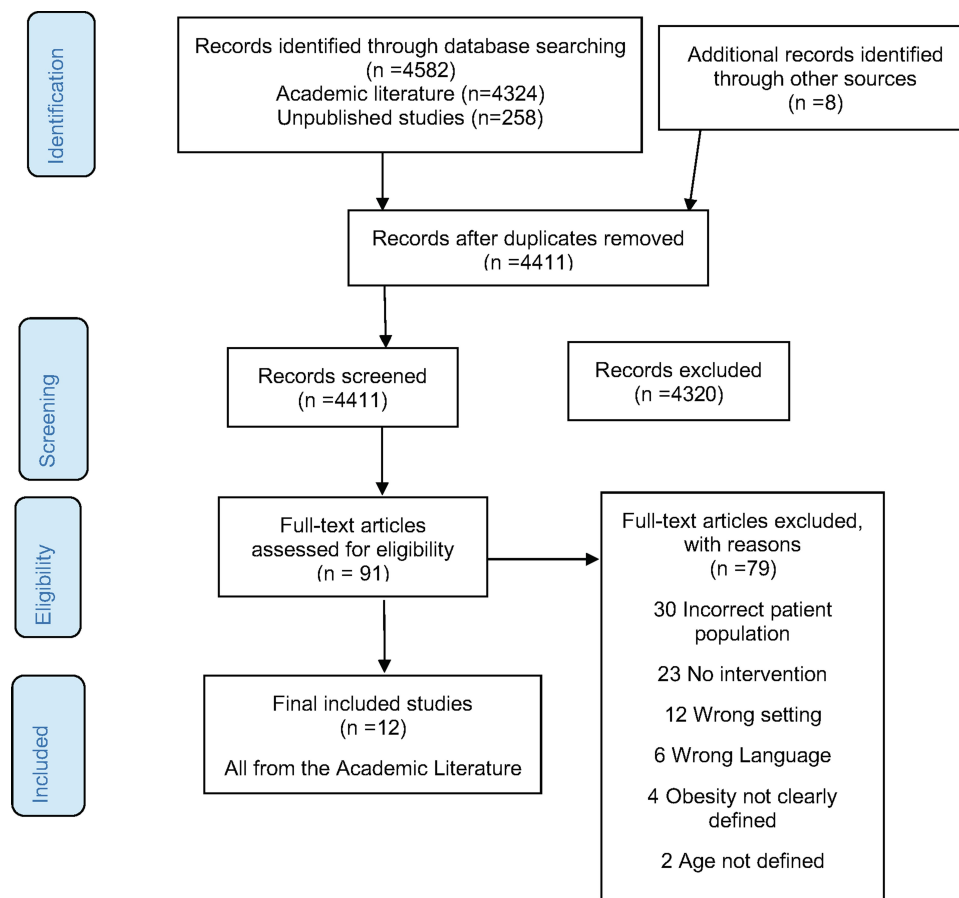 Identification
Records identified through database searching
(n =4582)
Academic literature (n=4324)
Unpublished studies (n=258)
Additional records identified
through other sources
(n =8)
Records after duplicates removed
(n =4411)
Screening
Records screened
(n =4411)
Records excluded
(n =4320)
Eligibility
Full-text articles
assessed for eligibility
(n = 91)
Full-text articles excluded,
with reasons
(n =79)
30 Incorrect patient
population
23 No intervention
12 Wrong setting
6 Wrong Language
4 Obesity not clearly
defined
2 Age not defined
Included
Final included studies
(n =12)
All from the Academic Literature